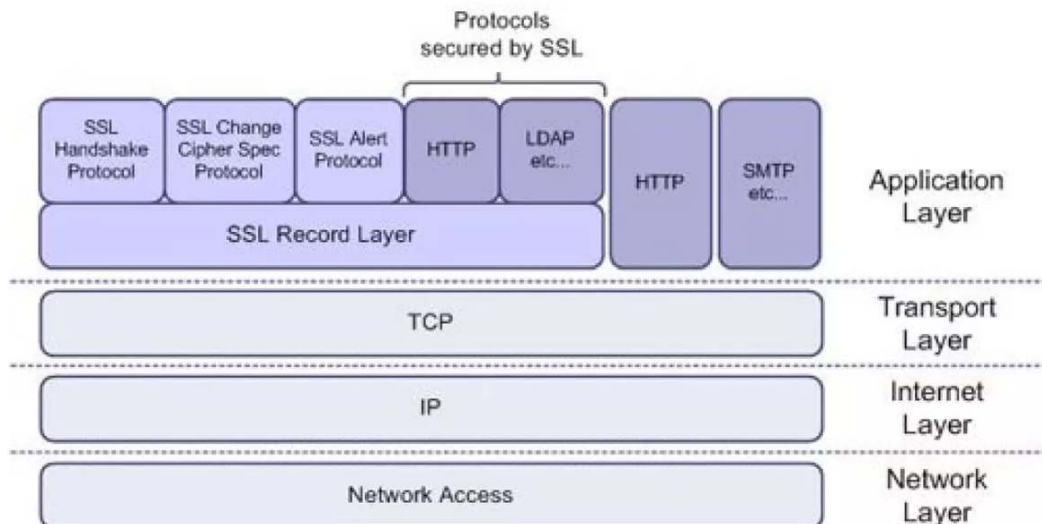 Protocols
secured by SSL
SSL
Handshake
Protocol
SSL Change
Cipher Spec
Protocol
SSL Alert
Protocol
HTTP
LDAP
etc...
HTTP
SMTP
etc...
Application
Layer
SSL Record Layer
TCP
Transport
Layer
IP
Internet
Layer
Network Access
Network
Layer